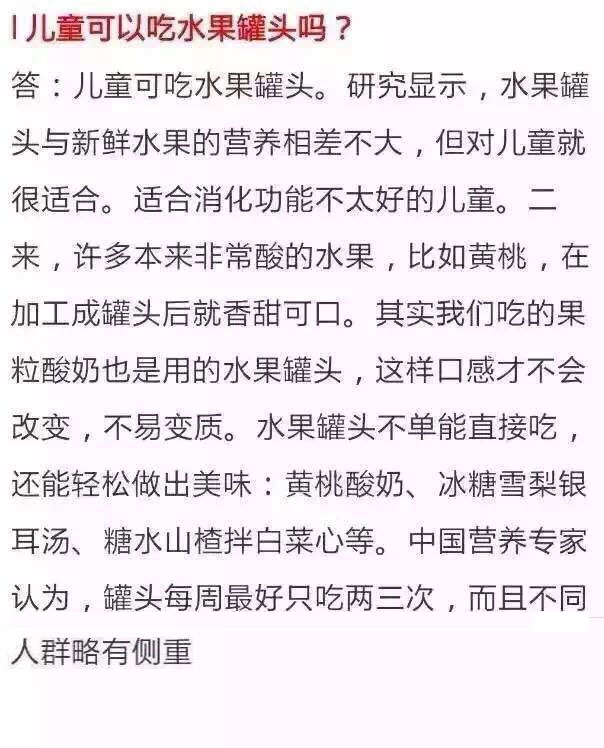 儿童可以吃水果罐头吗？
答：儿童可吃水果罐头。研究显示，水果罐
头与新鲜水果的营养相差不大，但对儿童就
很适合。适合消化功能不太好的儿童。二
来，许多本来非常酸的水果，比如黄桃，在
加工成罐头后就香甜可口。其实我们吃的果
粒酸奶也是用的水果罐头，这样口感才不会
改变，不易变质。水果罐头不单能直接吃，
还能轻松做出美味：黄桃酸奶、冰糖雪梨银
耳汤、糖水山楂拌白菜心等。中国营养专家
认为，罐头每周最好只吃两三次，而且不同
人群略有侧重